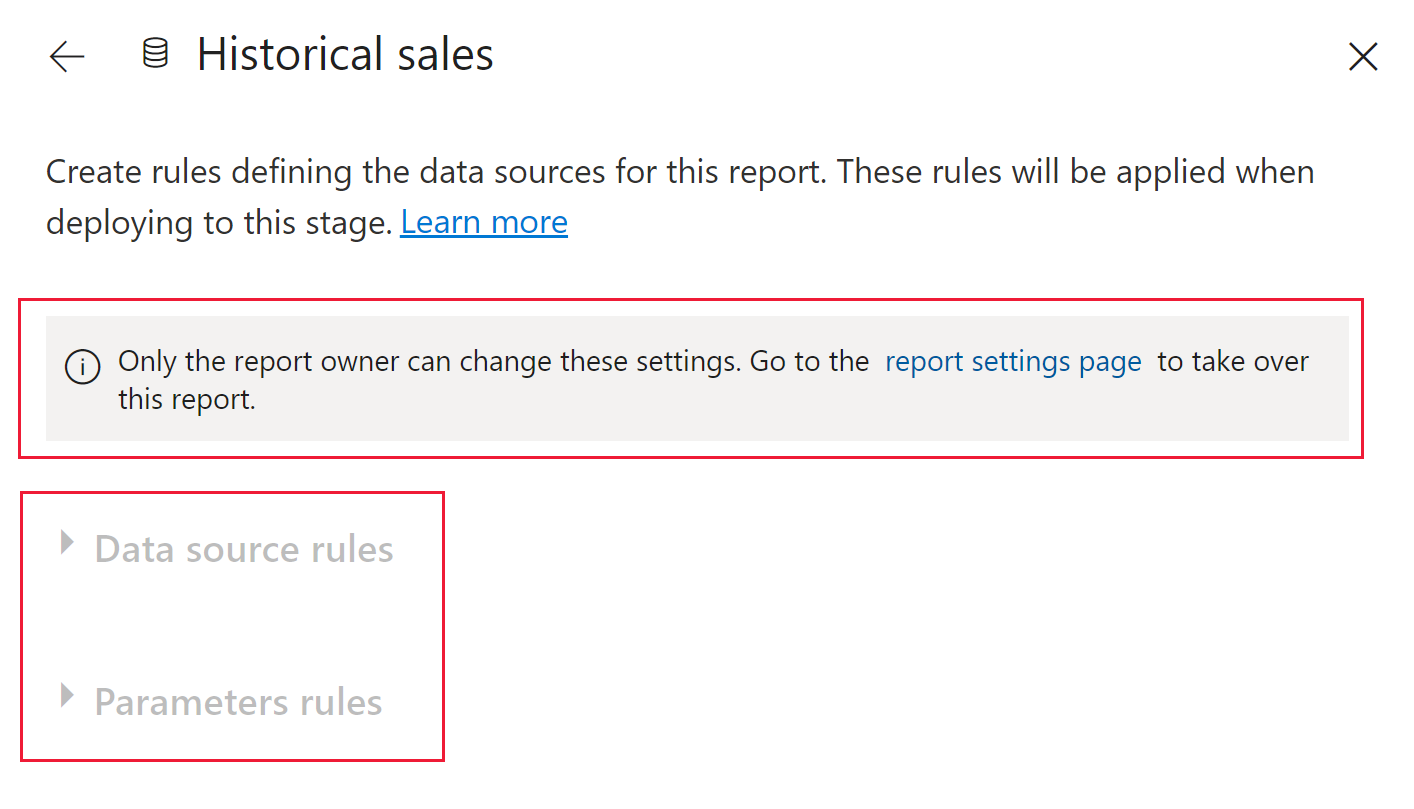 Historical sales
Create rules defining the data sources for this report. These rules will be applied when
deploying to this stage. Learn more
Only the report owner can change these settings. Go to the report settings page to take over
this report.
Data source rules
Parameters rules